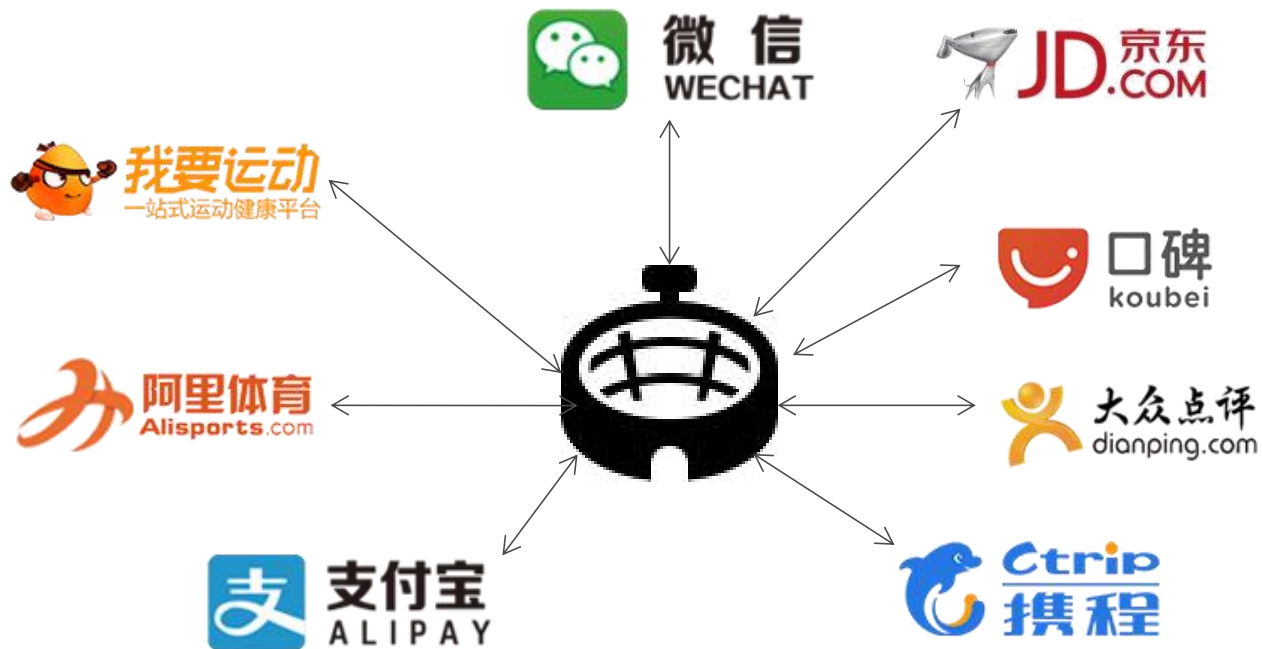 微信
WECHAT
京东
JD.COM
我要运动
一站式运动健康平台
口碑
koubei
阿里体育
Alisports.com
大众点评
dianping.com
支
支付宝
ALIPAY
Ctrip
携程